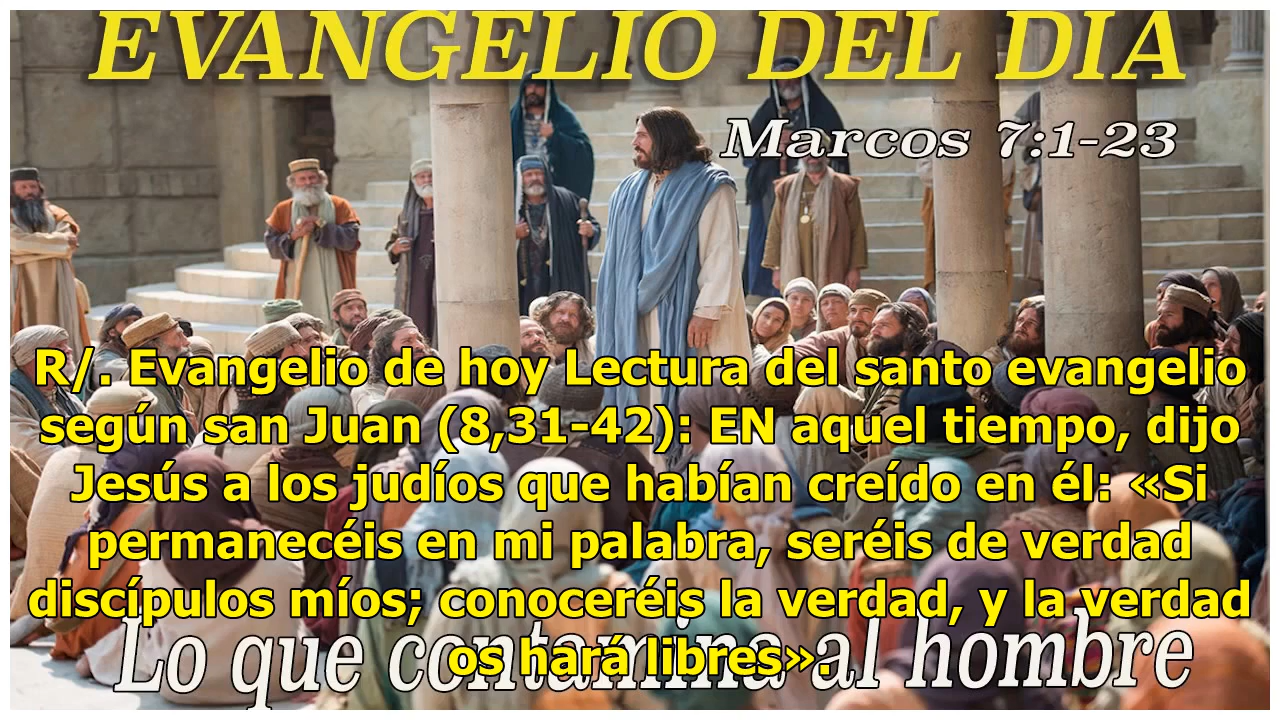 EVANGELIO DEL DIA
Marcos 7:1-23
R/. Evangelio de hoy Lectura del santo evangelio
según san Juan (8,31-42): EN aquel tiempo, dijo
Jesús a los judíos que habían creído en él: «Si
permanecéis en mi palabra, seréis de verdad
discípulos míos; conoceréis la verdad, y la verdad
os hará libres».
Lo que contamina al hombre